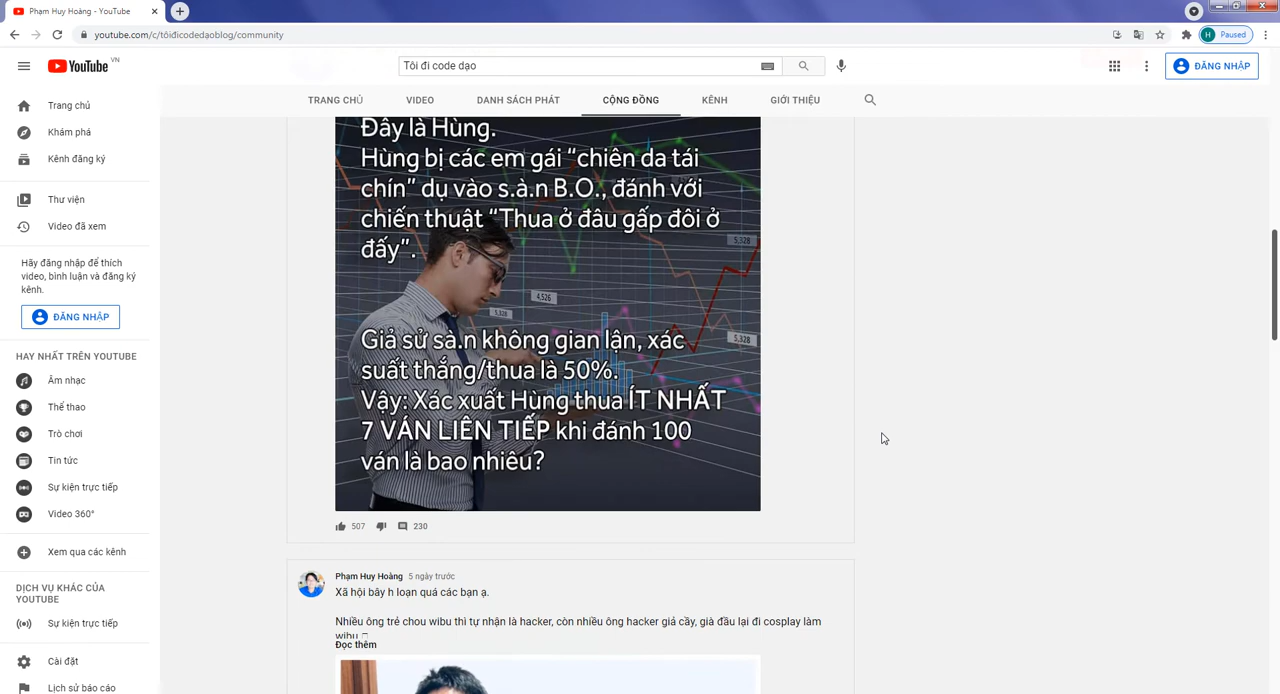 Phạm Huy Hoàng - YouTube
youtube.com/c/tôiđicodedạoblog/community
H Paused
YouTube VN
Tôi đi code dạo
ĐĂNG NHẬP
TRANG CHỦ VIDEO DANH SÁCH PHÁT CỘNG ĐỒNG KÊNH GIỚI THIỆU
Trang chủ
Khám phá
Kênh đăng ký
Thư viện
Video đã xem
Hãy đăng nhập để thích
video, bình luận và đăng ký
kênh.
ĐĂNG NHẬP
HAY NHẤT TRÊN YOUTUBE
Âm nhạc
Thể thao
Trò chơi
Tin tức
Sự kiện trực tiếp
Video 360°
Xem qua các kênh
DỊCH VỤ KHÁC CỦA
YOUTUBE
Sự kiện trực tiếp
Cài đặt
Lịch sử báo cáo
Đây là Hùng.
Hùng bị các em gái “chiên da tái
chín” dụ vào s.à.n B.O., đánh với
chiến thuật “Thua ở đâu gấp đôi ở
đấy”.
5,328
4,526
5,328
5,328
Giả sử sà.n không gian lận, xác
suất thắng/thua là 50%.
Vậy: Xác xuất Hùng thua ÍT NHẤT
7 VÁN LIÊN TIẾP khi đánh 100
ván là bao nhiêu?
507 230
Phạm Huy Hoàng 5 ngày trước
Xã hội bây h loạn quá các bạn ạ.
Nhiều ông trẻ chou wibu thì tự nhận là hacker, còn nhiều ông hacker giả cầy, già đầu lại đi cosplay làm
wibu
Đọc thêm